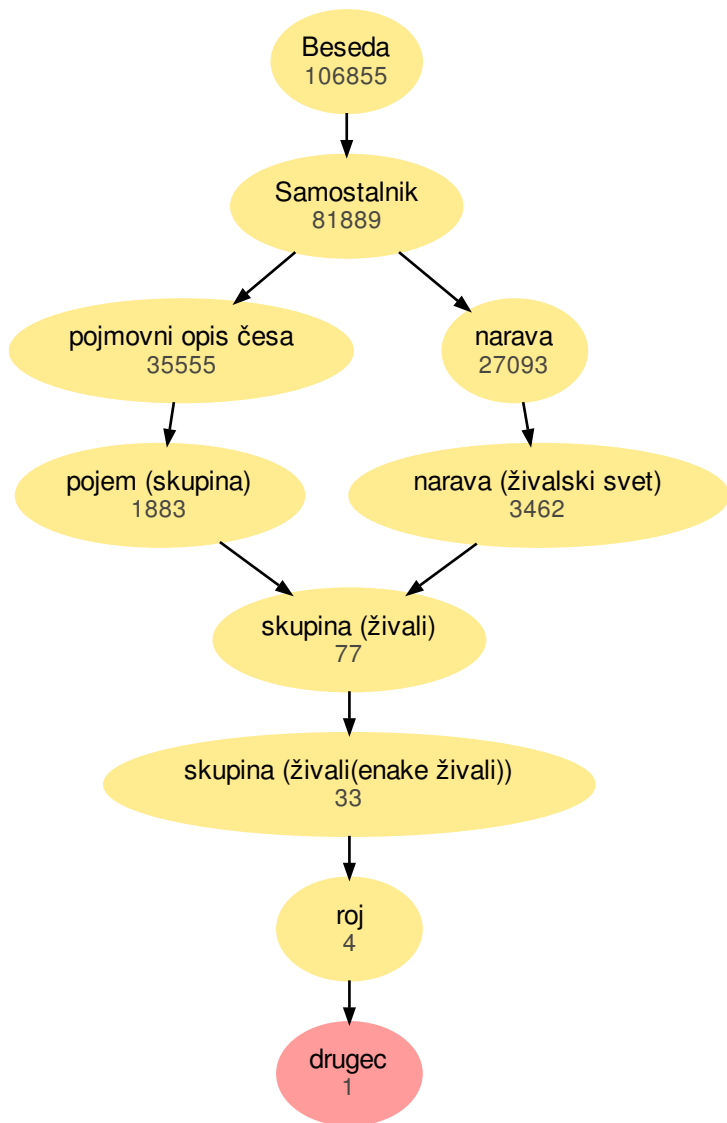 Beseda
106855
Samostalnik
81889
pojmovni opis česa
35555
narava
27093
pojem (skupina)
1883
narava (živalski svet)
3462
skupina (živali)
77
skupina (živali(enake živali))
33
roj
4
drugec
1